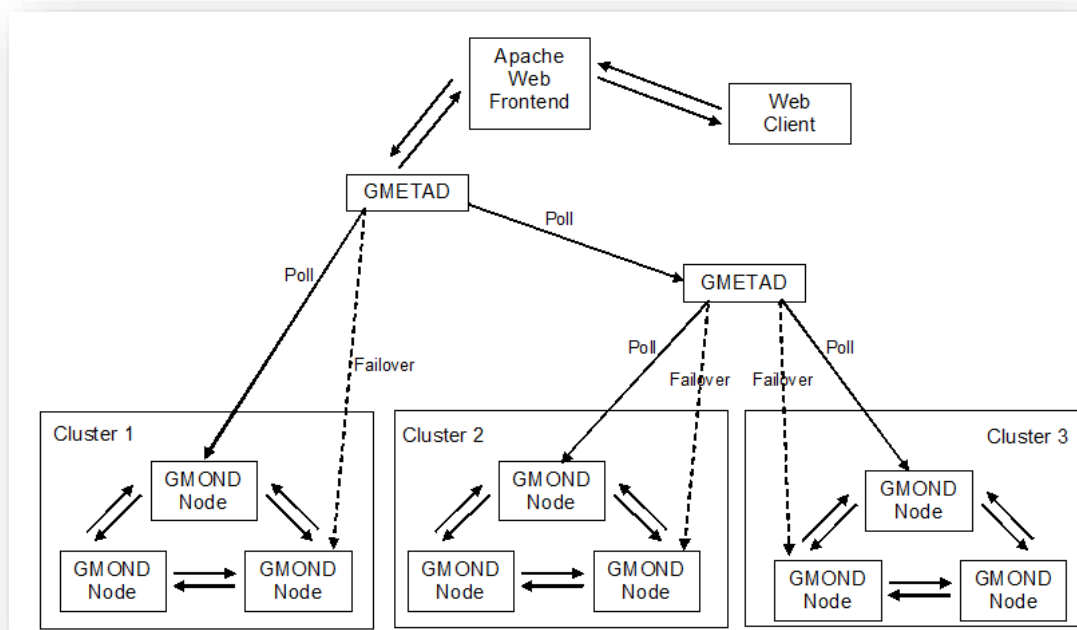 Apache
Web
Frontend
Web
Client
GMETAD
Poll
GMETAD
Poll
Failover
Poll
Failover
Failover
Poll
Cluster 1
GMOND
Node
GMOND
Node
GMOND
Node
Cluster 2
GMOND
Node
GMOND
Node
GMOND
Node
Cluster 3
GMOND
Node
GMOND
Node
GMOND
Node